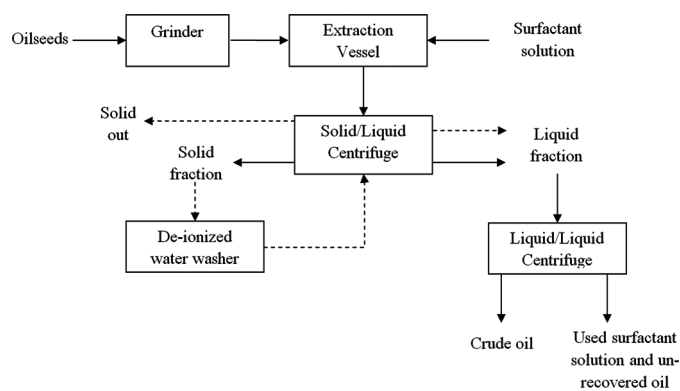 Oilseeds
Grinder
Extraction
Vessel
Surfactant
solution
Solid
out
Solid/Liquid
Centrifuge
Liquid
fraction
Solid
fraction
De-ionized
water washer
Liquid/Liquid
Centrifuge
Crude oil
Used surfactant
solution and un-
recovered oil